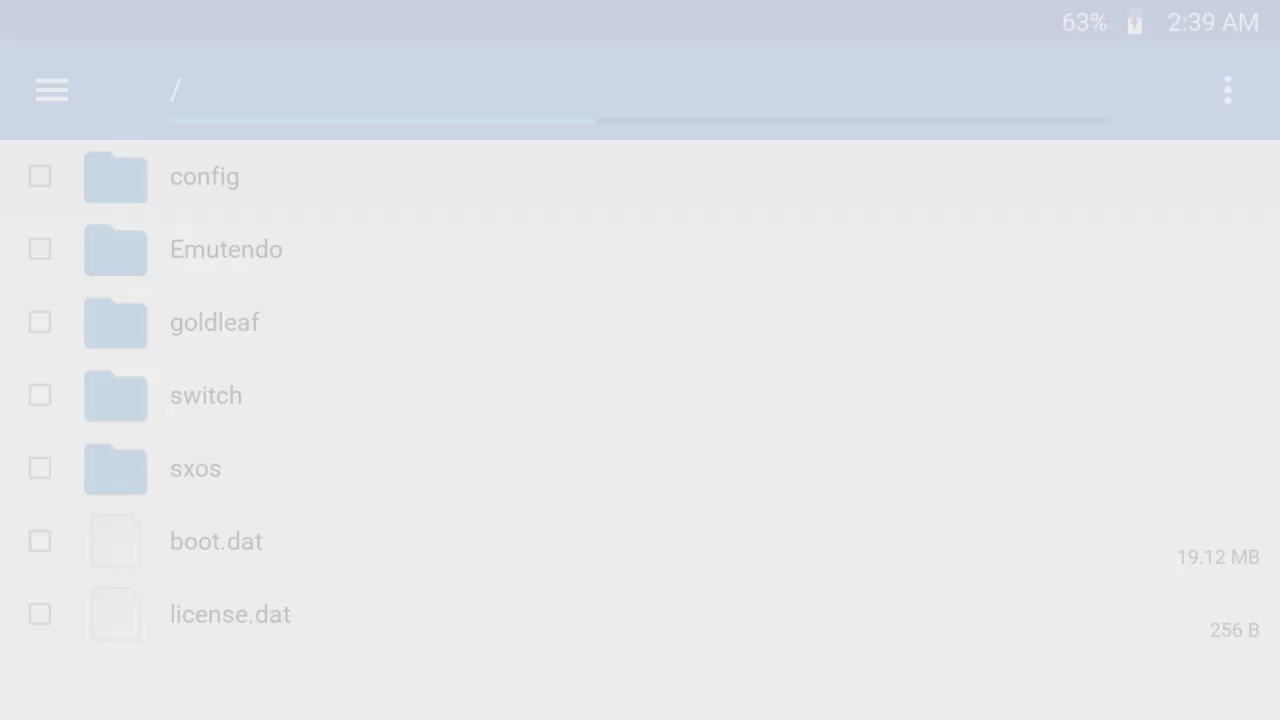 63% 2:39 AM
/
config
Emutendo
goldleaf
switch
sxos
boot.dat
19.12 MB
license.dat
256 B